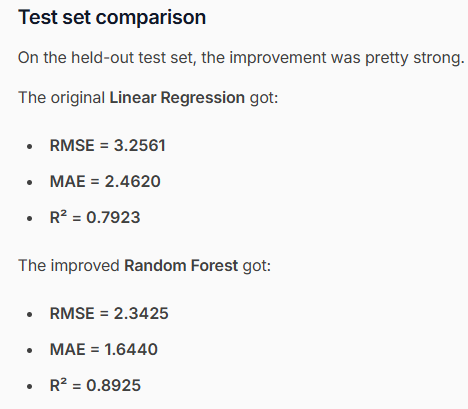 Test set comparison
On the held-out test set, the improvement was pretty strong.
The original Linear Regression got:
• RMSE = 3.2561
• MAE = 2.4620
• R² = 0.7923
The improved Random Forest got:
• RMSE = 2.3425
• MAE = 1.6440
• R² = 0.8925